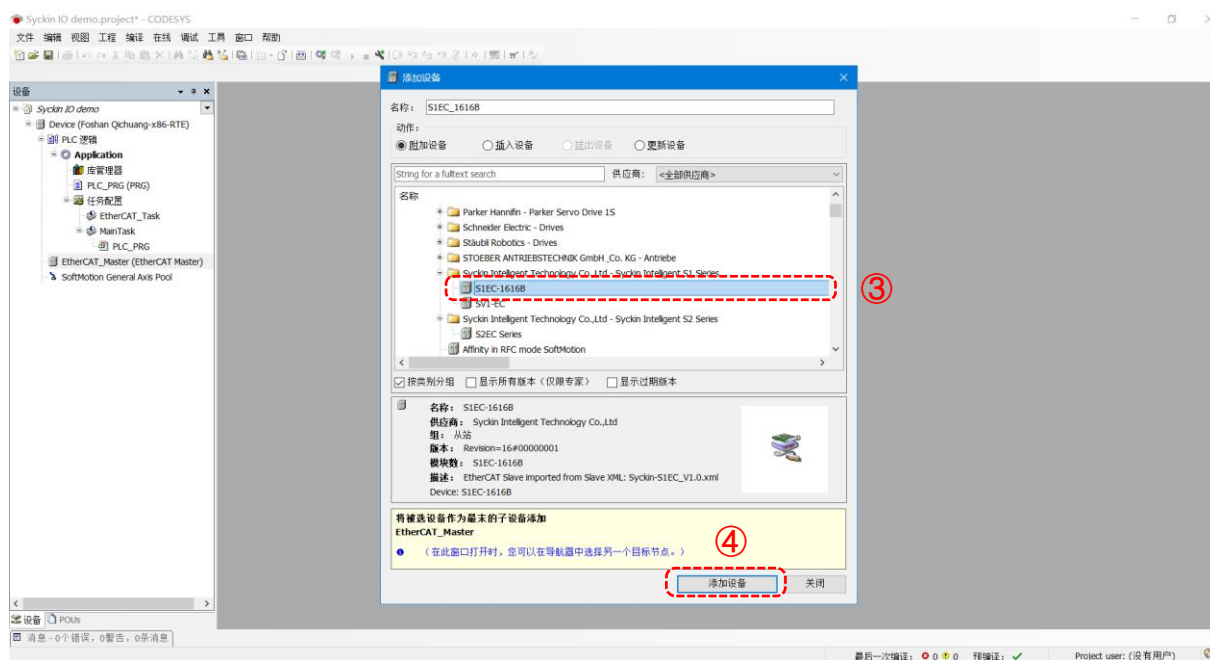 Syckin IO demo.project* - CODESYS
文件 编辑 视图 工程 编译 在线 调试 工具 窗口 帮助
设备
Syckin IO demo
Device (Foshan Qichuang-x86-RTE)
PLC 逻辑
Application
库管理器
PLC_PRG (PRG)
任务配置
EtherCAT_Task
MainTask
PLC_PRG
EtherCAT_Master (EtherCAT Master)
SoftMotion General Axis Pool
设备 POUs
添加设备
名称: S1EC_1616B
动作:
附加设备 插入设备 拔出设备 更新设备
String for a fulltext search 供应商: <全部供应商>
名称
Parker Hannifin - Parker Servo Drive 1S
Schneider Electric - Drives
Stäubli Robotics - Drives
STOEBER ANTRIEBSTECHNIK GmbH ,Co. KG - Antriebe
Syckin Inteligent Technology Co.,Ltd - Syckin Inteligent S1 Series
S1EC-1616B
SV1-EC
Syckin Inteligent Technology Co.,Ltd - Syckin Inteligent S2 Series
S2EC Series
Affinity in RFC mode SoftMotion
③
按类别分组 显示所有版本(仅限专家) 显示过期版本
名称: S1EC-1616B
供应商: Syckin Inteligent Technology Co.,Ltd
组: 从站
版本: Revision=16#00000001
模块数: S1EC-1616B
描述: EtherCAT Slave imported from Slave XML: Syckin-S1EC_V1.0.xml
Device: S1EC-1616B
将被选设备作为最末的子设备添加
EtherCAT_Master
(在此窗口打开时，您可以在导航器中选择另一个目标节点。)
④
添加设备 关闭
消息 - 0个错误，0警告，0条消息
最后一次编译: 0 0 预编译: Project user: (没有用户)